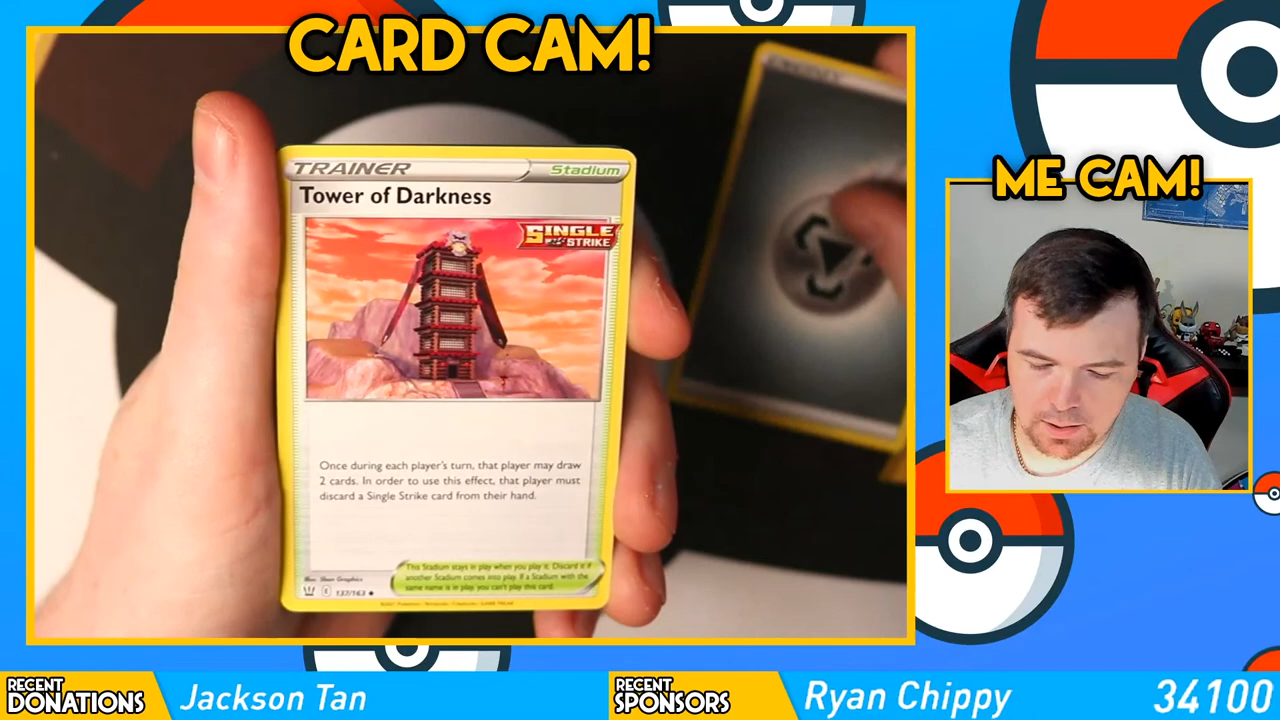 CARD CAM!
ME CAM!
TRAINER
Stadium
Tower of Darkness
SINGLE
STRIKE
Once during each player's turn, that player may draw
2 cards. In order to use this effect, that player must
discard a Single Strike card from their hand.
This Stadium stays in play when you play it. Discard it if
another Stadium comes into play. If a Stadium with the
same name is in play, you can't play this card.
137/163
RECENT
DONATIONS
Jackson Tan
RECENT
SPONSORS
Ryan Chippy
34100